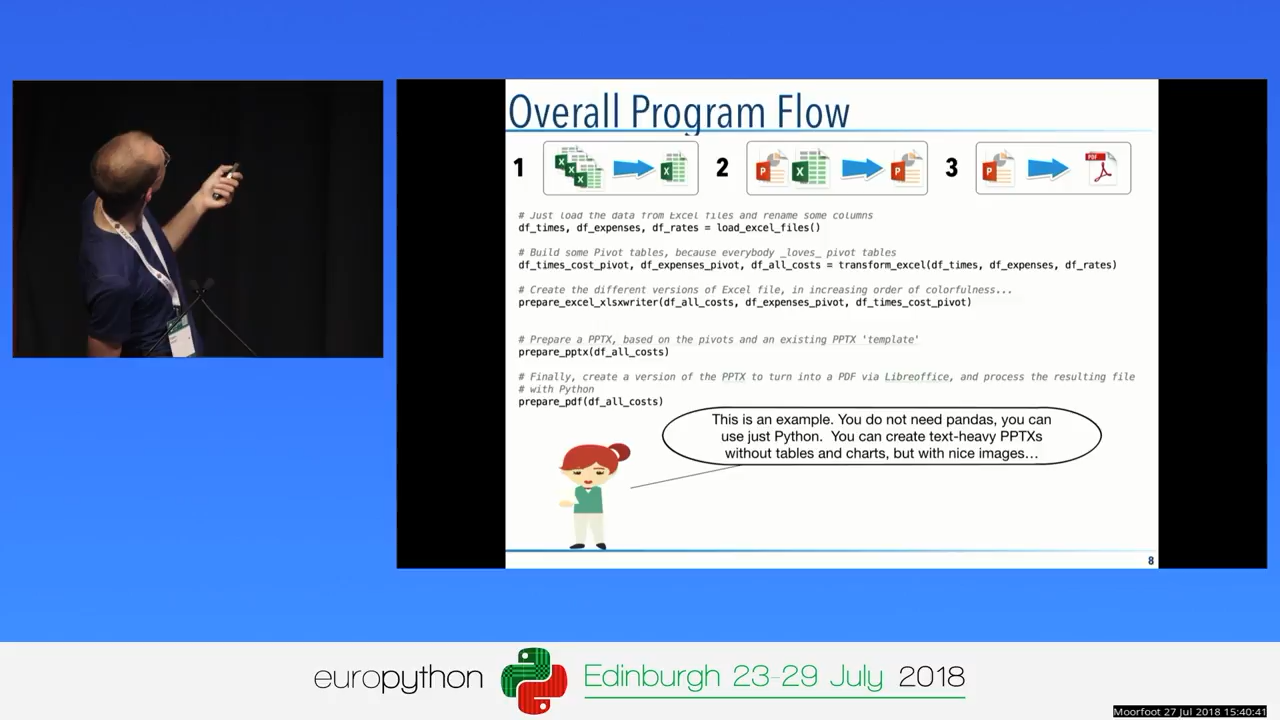 Overall Program Flow
1
2
3
PDF
# Just load the data from Excel files and rename some columns
df_times, df_expenses, df_rates = load_excel_files()
# Build some Pivot tables, because everybody _loves_ pivot tables
df_times_cost_pivot, df_expenses_pivot, df_all_costs = transform_excel(df_times, df_expenses, df_rates)
# Create the different versions of Excel file, in increasing order of colorfulness...
prepare_excel_xlsxwriter(df_all_costs, df_expenses_pivot, df_times_cost_pivot)
# Prepare a PPTX, based on the pivots and an existing PPTX 'template'
prepare_pptx(df_all_costs)
# Finally, create a version of the PPTX to turn into a PDF via Libreoffice, and process the resulting file
# with Python
prepare_pdf(df_all_costs)
This is an example. You do not need pandas, you can
use just Python. You can create text-heavy PPTXs
without tables and charts, but with nice images…
8
europython Edinburgh 23-29 July 2018
Moorfoot 27 Jul 2018 15:40:41